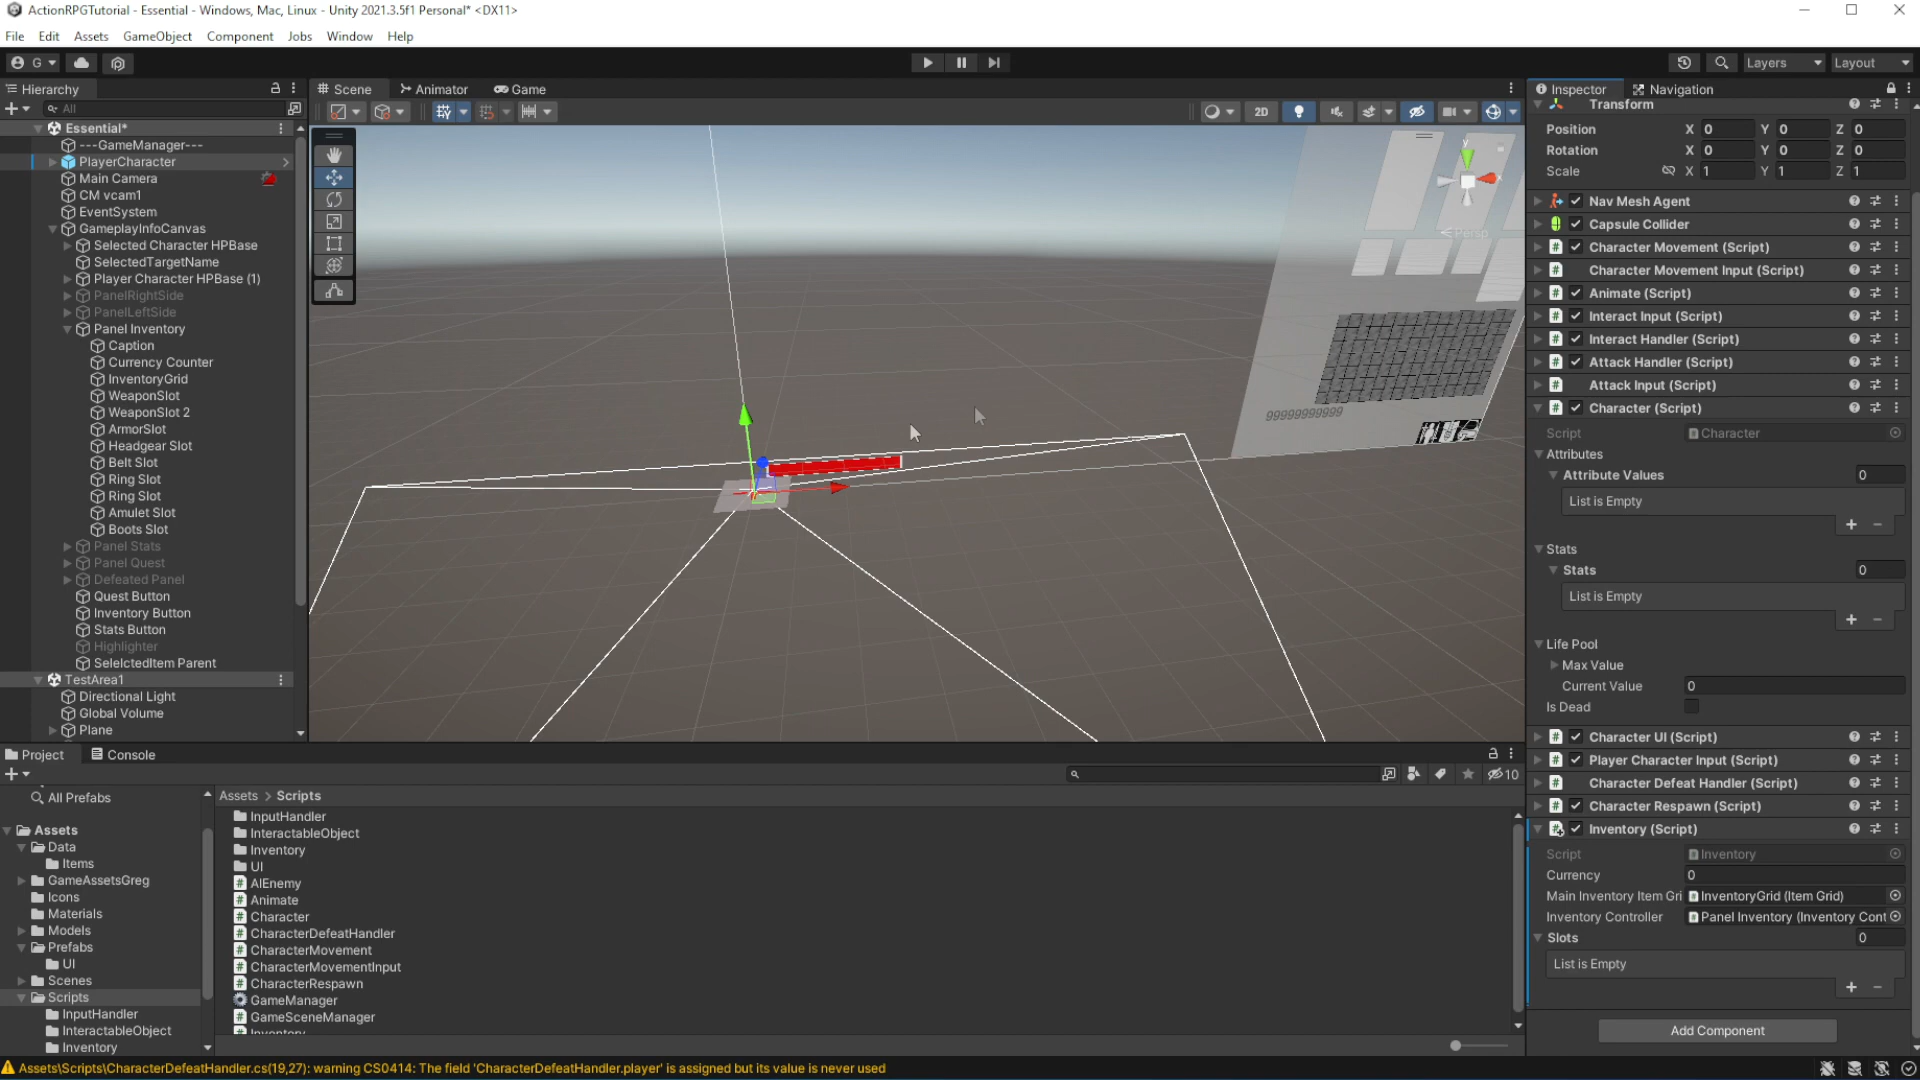 ActionRPGTutorial - Essential - Windows, Mac, Linux - Unity 2021.3.5f1 Personal* <DX11>
File Edit Assets GameObject Component Jobs Window Help
G
Layers Layout
Hierarchy
All
Essential*
---GameManager---
PlayerCharacter
Main Camera
CM vcam1
EventSystem
GameplayInfoCanvas
Selected Character HPBase
SelectedTargetName
Player Character HPBase (1)
PanelRightSide
PanelLeftSide
Panel Inventory
Caption
Currency Counter
InventoryGrid
WeaponSlot
WeaponSlot 2
ArmorSlot
Headgear Slot
Belt Slot
Ring Slot
Ring Slot
Amulet Slot
Boots Slot
Panel Stats
Panel Quest
Defeated Panel
Quest Button
Inventory Button
Stats Button
Highlighter
SelelctedItem Parent
TestArea1
Directional Light
Global Volume
Plane
Scene Animator Game
2D
y
Persp
99999999999
Inspector Navigation
Transform
Position X 0 Y 0 Z 0
Rotation X 0 Y 0 Z 0
Scale X 1 Y 1 Z 1
Nav Mesh Agent
Capsule Collider
Character Movement (Script)
Character Movement Input (Script)
Animate (Script)
Interact Input (Script)
Interact Handler (Script)
Attack Handler (Script)
Attack Input (Script)
Character (Script)
Script Character
Attributes
Attribute Values 0
List is Empty
Stats
Stats 0
List is Empty
Life Pool
Max Value
Current Value 0
Is Dead
Character UI (Script)
Player Character Input (Script)
Character Defeat Handler (Script)
Character Respawn (Script)
Inventory (Script)
Script Inventory
Currency 0
Main Inventory Item Gri InventoryGrid (Item Grid)
Inventory Controller Panel Inventory (Inventory Cont
Slots 0
List is Empty
Add Component
Project Console
10
All Prefabs
Assets
Data
Items
GameAssetsGreg
Icons
Materials
Models
Prefabs
UI
Scenes
Scripts
InputHandler
InteractableObject
Inventory
Assets > Scripts
InputHandler
InteractableObject
Inventory
UI
AIEnemy
Animate
Character
CharacterDefeatHandler
CharacterMovement
CharacterMovementInput
CharacterRespawn
GameManager
GameSceneManager
Inventory
Assets\Scripts\CharacterDefeatHandler.cs(19,27): warning CS0414: The field 'CharacterDefeatHandler.player' is assigned but its value is never used